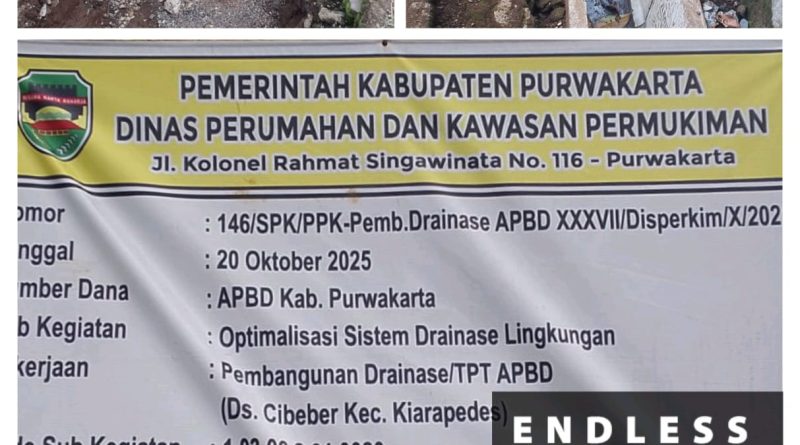 PEMERINTAH KABUPATEN PURWAKARTA
DINAS PERUMAHAN DAN KAWASAN PERMUKIMAN
Jl. Kolonel Rahmat Singawinata No. 116 - Purwakarta
omor : 146/SPK/PPK-Pemb.Drainase APBD XXXVII/Disperkim/X/202
nggal : 20 Oktober 2025
mber Dana : APBD Kab. Purwakarta
b Kegiatan : Optimalisasi Sistem Drainase Lingkungan
kerjaan : Pembangunan Drainase/TPT APBD
(Ds. Cibeber Kec. Kiarapedes)
ENDLESS